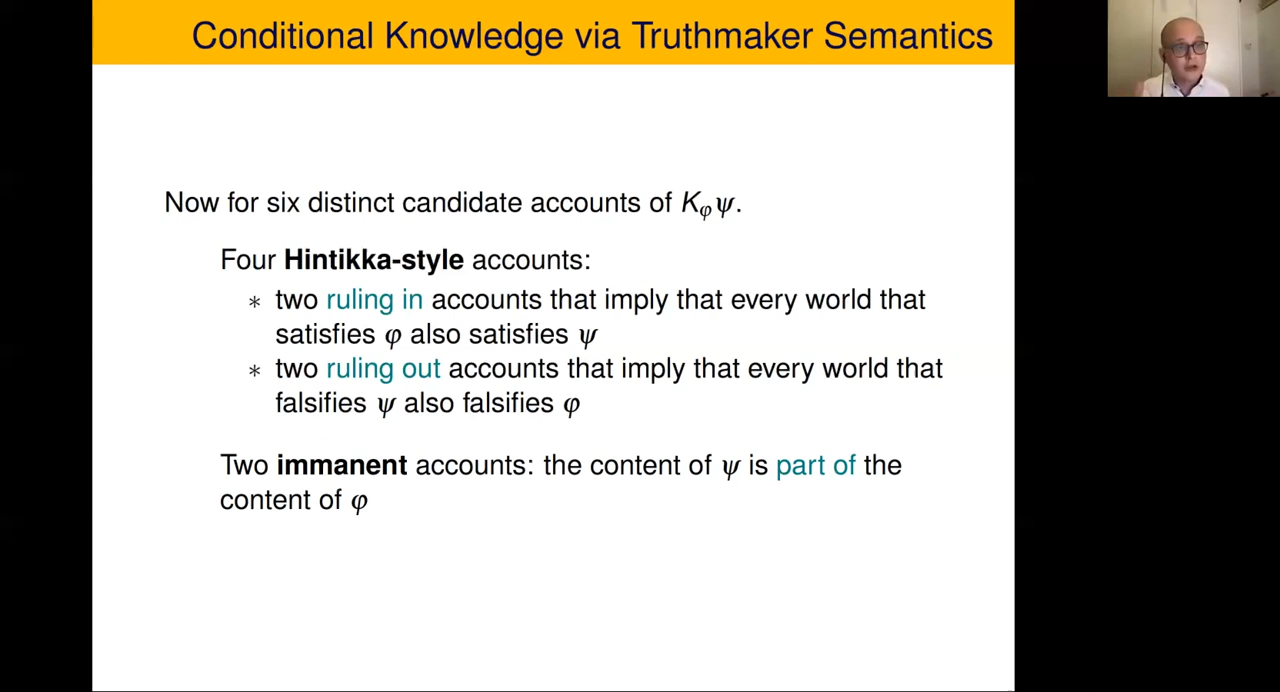 Conditional Knowledge via Truthmaker Semantics
Now for six distinct candidate accounts of Kφψ.
Four Hintikka-style accounts:
∗ two ruling in accounts that imply that every world that
satisfies φ also satisfies ψ
∗ two ruling out accounts that imply that every world that
falsifies ψ also falsifies φ
Two immanent accounts: the content of ψ is part of the
content of φ